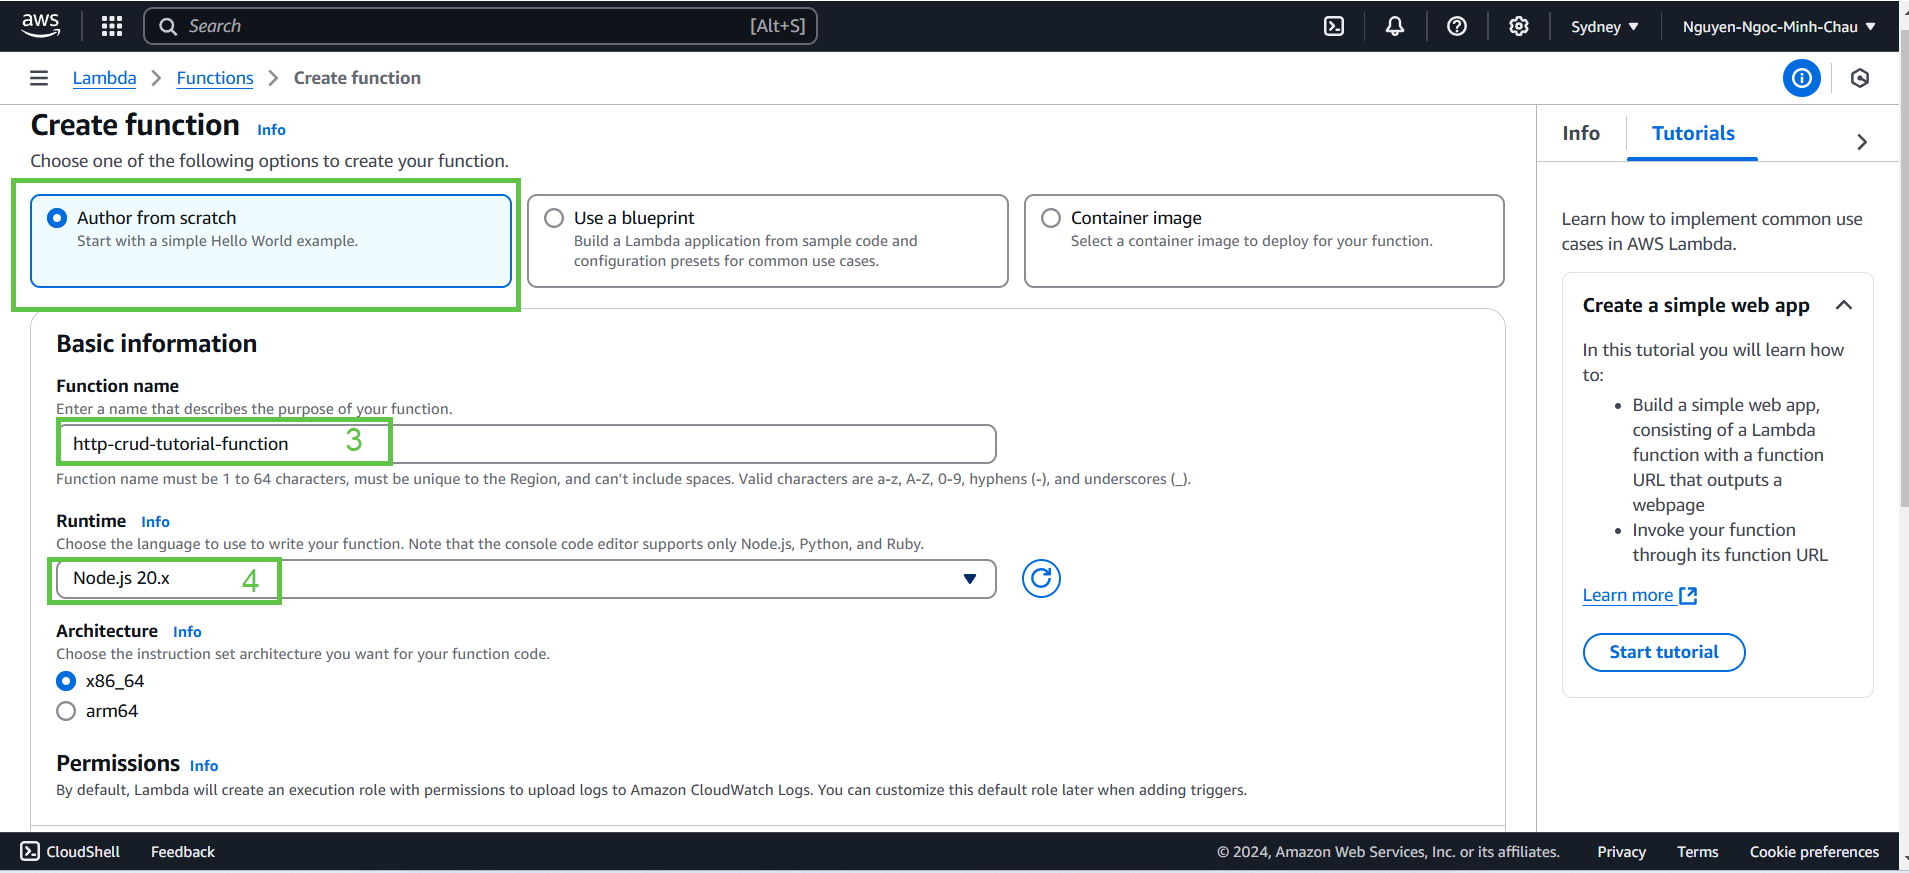 aws
Search [Alt+S]
Sydney
Nguyen-Ngoc-Minh-Chau
Lambda
Functions
Create function
Create function Info
Choose one of the following options to create your function.
Author from scratch
Start with a simple Hello World example.
Use a blueprint
Build a Lambda application from sample code and
configuration presets for common use cases.
Container image
Select a container image to deploy for your function.
Basic information
Function name
Enter a name that describes the purpose of your function.
http-crud-tutorial-function 3
Function name must be 1 to 64 characters, must be unique to the Region, and can’t include spaces. Valid characters are a-z, A-Z, 0-9, hyphens (-), and underscores (_).
Runtime Info
Choose the language to use to write your function. Note that the console code editor supports only Node.js, Python, and Ruby.
Node.js 20.x 4
Architecture Info
Choose the instruction set architecture you want for your function code.
x86_64
arm64
Permissions Info
By default, Lambda will create an execution role with permissions to upload logs to Amazon CloudWatch Logs. You can customize this default role later when adding triggers.
Info
Tutorials
Learn how to implement common use
cases in AWS Lambda.
Create a simple web app
In this tutorial you will learn how
to:
• Build a simple web app,
consisting of a Lambda
function with a function
URL that outputs a
webpage
• Invoke your function
through its function URL
Learn more
Start tutorial
CloudShell
Feedback
© 2024, Amazon Web Services, Inc. or its affiliates.
Privacy
Terms
Cookie preferences